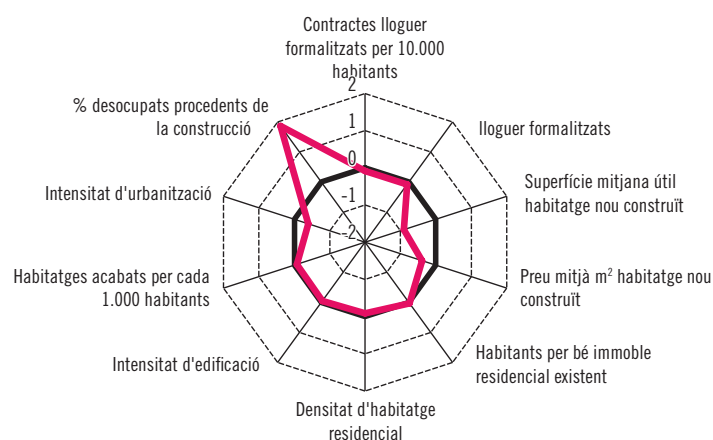 Contractes lloguer
formalitzats per 10.000
habitants
2
1
0
-1
-2
lloguer formalitzats
Superfície mitjana útil
habitatge nou construït
Preu mitjà m² habitatge nou
construït
Habitants per bé immoble
residencial existent
Densitat d'habitatge
residencial
Intensitat d'edificació
Habitatges acabats per cada
1.000 habitants
Intensitat d'urbanització
% desocupats procedents de
la construcció